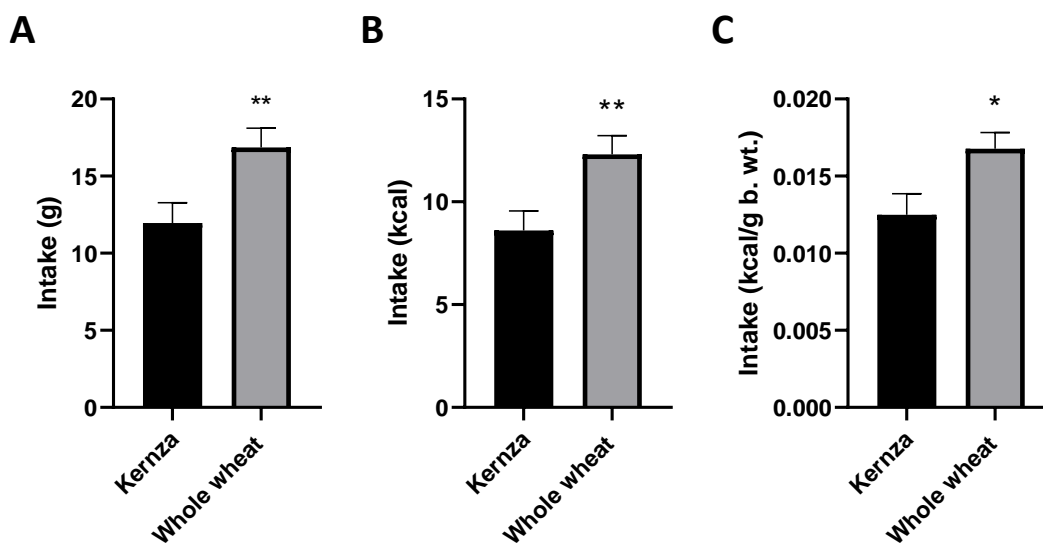 A
B
C
20
15
10
5
0
Intake (g)
**
Kernza
Whole wheat
15
10
5
0
Intake (kcal)
**
Kernza
Whole wheat
0.020
0.015
0.010
0.005
0.000
Intake (kcal/g b. wt.)
*
Kernza
Whole wheat